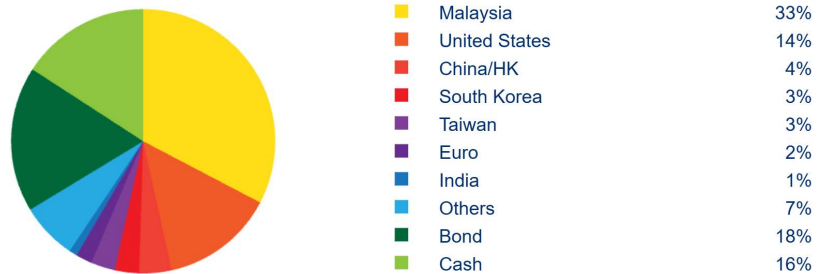 Malaysia 33%
United States 14%
China/HK 4%
South Korea 3%
Taiwan 3%
Euro 2%
India 1%
Others 7%
Bond 18%
Cash 16%